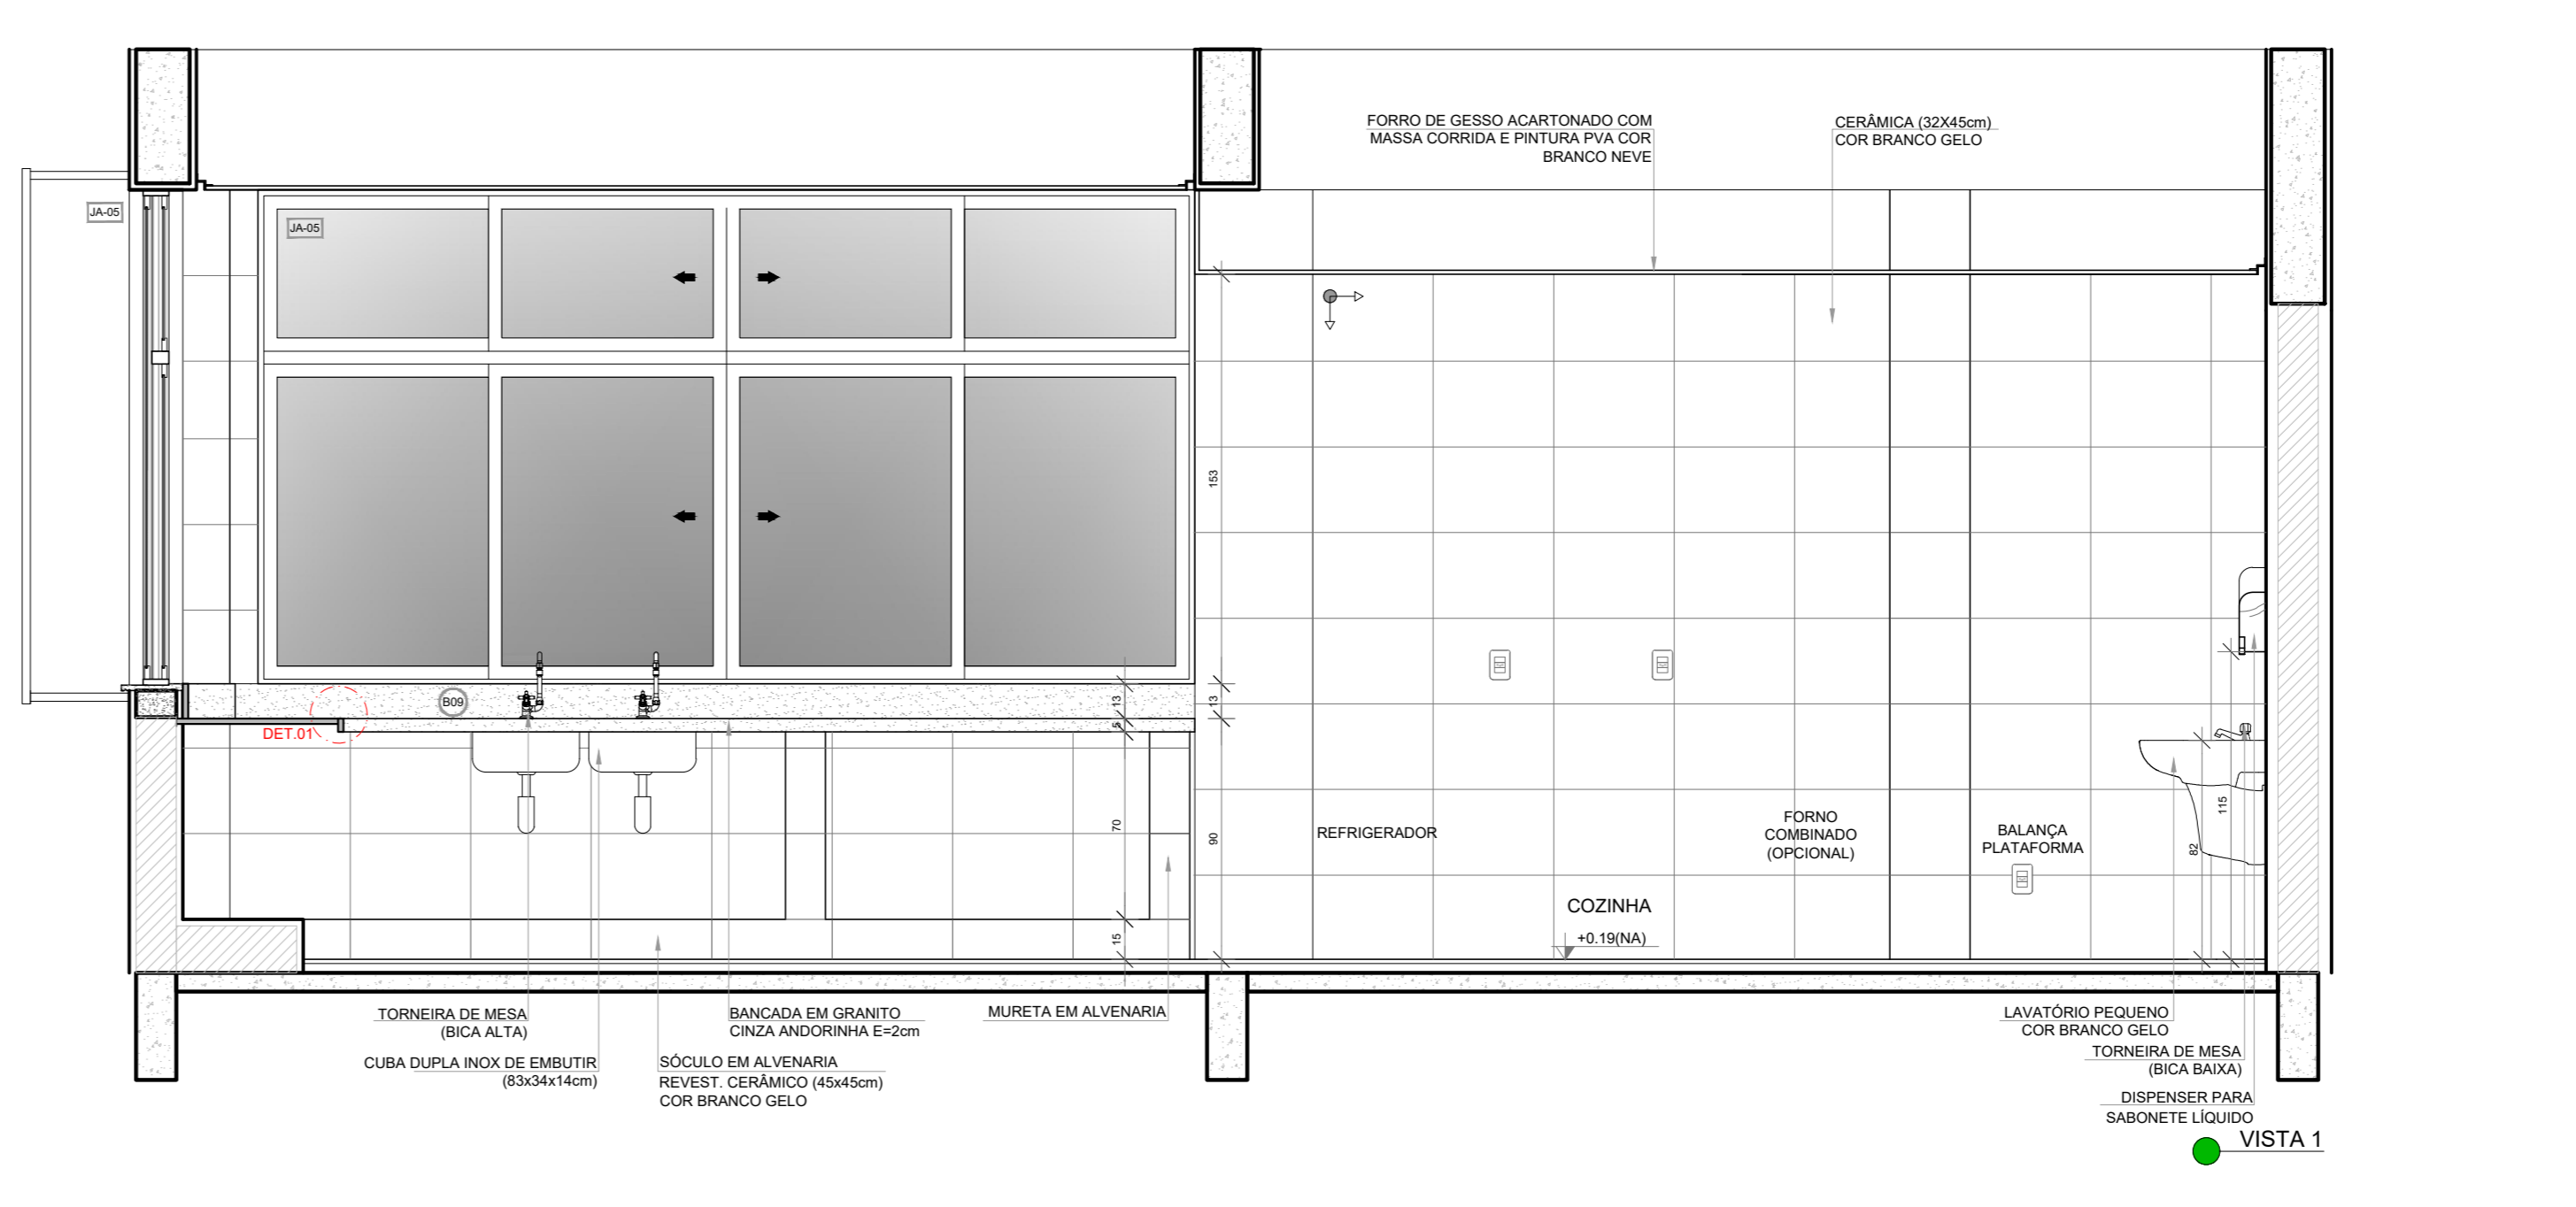 FORRO DE GESSO ACARTONADO COM
MASSA CORRIDA E PINTURA PVA COR
BRANCO NEVE
CERÂMICA (32X45cm)
COR BRANCO GELO
JA-05
JA-05
153
13
13
5
B09
DET.01
70
90
15
REFRIGERADOR
FORNO
COMBINADO
(OPCIONAL)
BALANÇA
PLATAFORMA
115
82
COZINHA
+0.19(NA)
TORNEIRA DE MESA
(BICA ALTA)
CUBA DUPLA INOX DE EMBUTIR
(83x34x14cm)
BANCADA EM GRANITO
CINZA ANDORINHA E=2cm
SÓCULO EM ALVENARIA
REVEST. CERÂMICO (45x45cm)
COR BRANCO GELO
MURETA EM ALVENARIA
LAVATÓRIO PEQUENO
COR BRANCO GELO
TORNEIRA DE MESA
(BICA BAIXA)
DISPENSER PARA
SABONETE LÍQUIDO
VISTA 1